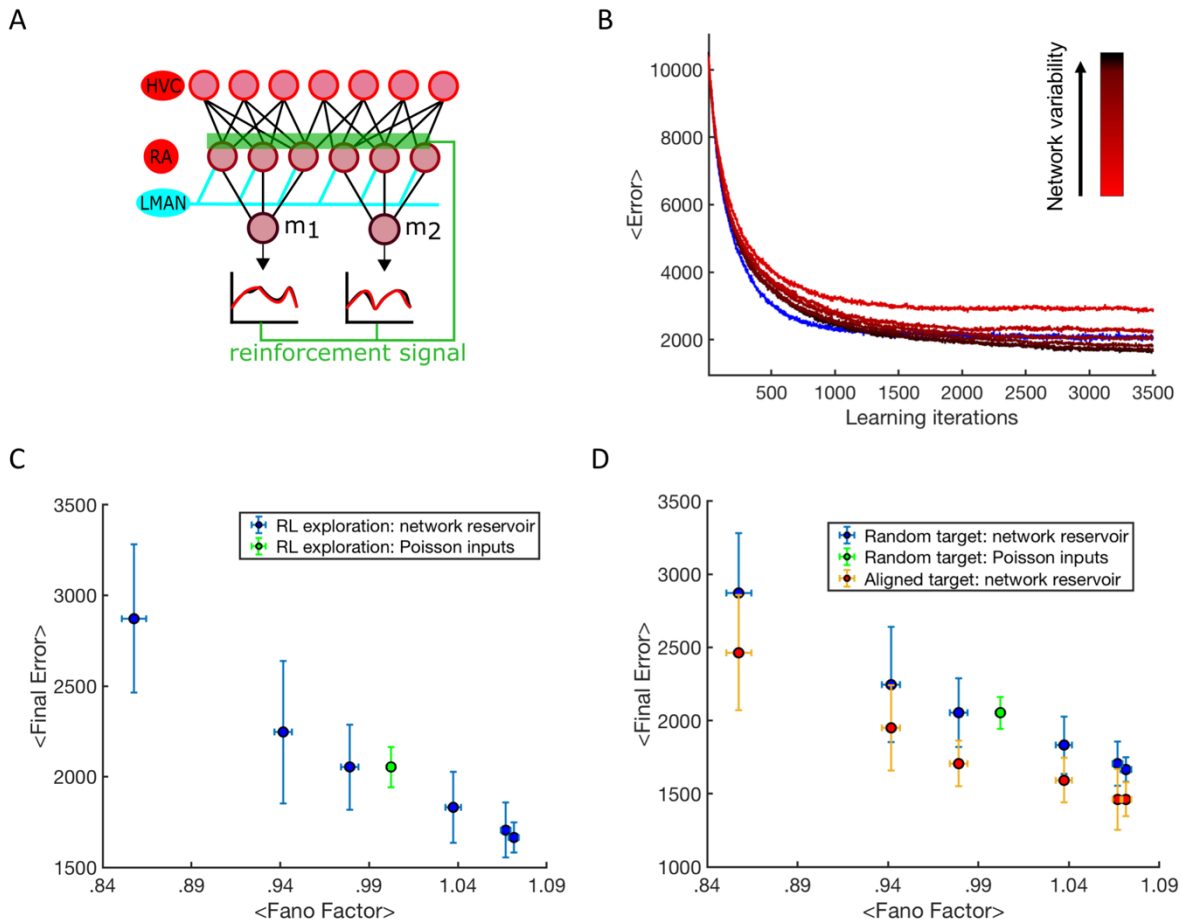 A
HVC
RA
LMAN
m1
m2
reinforcement signal
B
10000
8000
6000
4000
2000
<Error>
500
1000
1500
2000
2500
3000
3500
Learning iterations
Network variability
C
3500
3000
2500
2000
1500
<Final Error>
RL exploration: network reservoir
RL exploration: Poisson inputs
.84
.89
.94
.99
1.04
1.09
<Fano Factor>
D
3500
3000
2500
2000
1500
1000
<Final Error>
Random target: network reservoir
Random target: Poisson inputs
Aligned target: network reservoir
.84
.89
.94
.99
1.04
1.09
<Fano Factor>